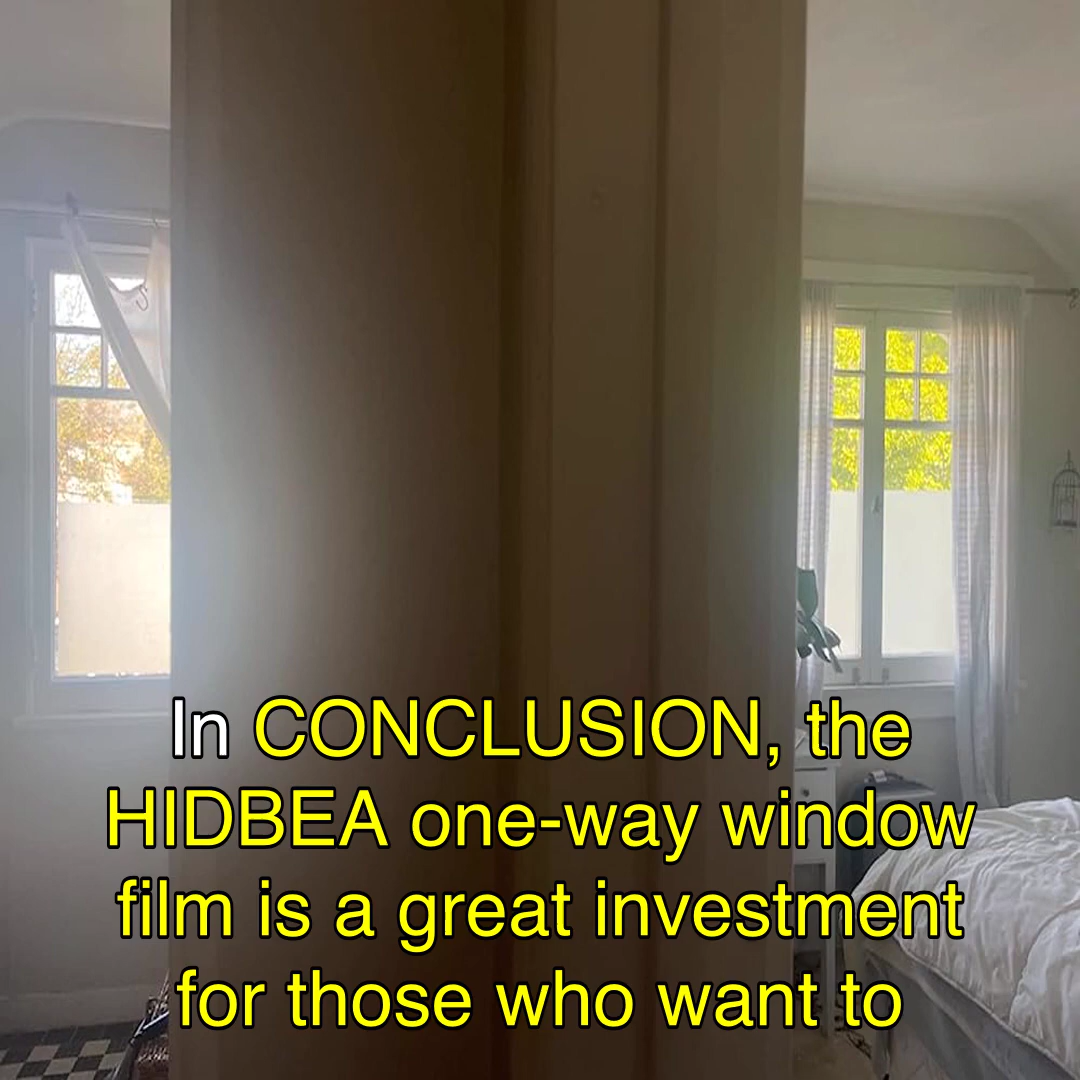 In CONCLUSION, the
HIDBEA one-way window
film is a great investment
for those who want to